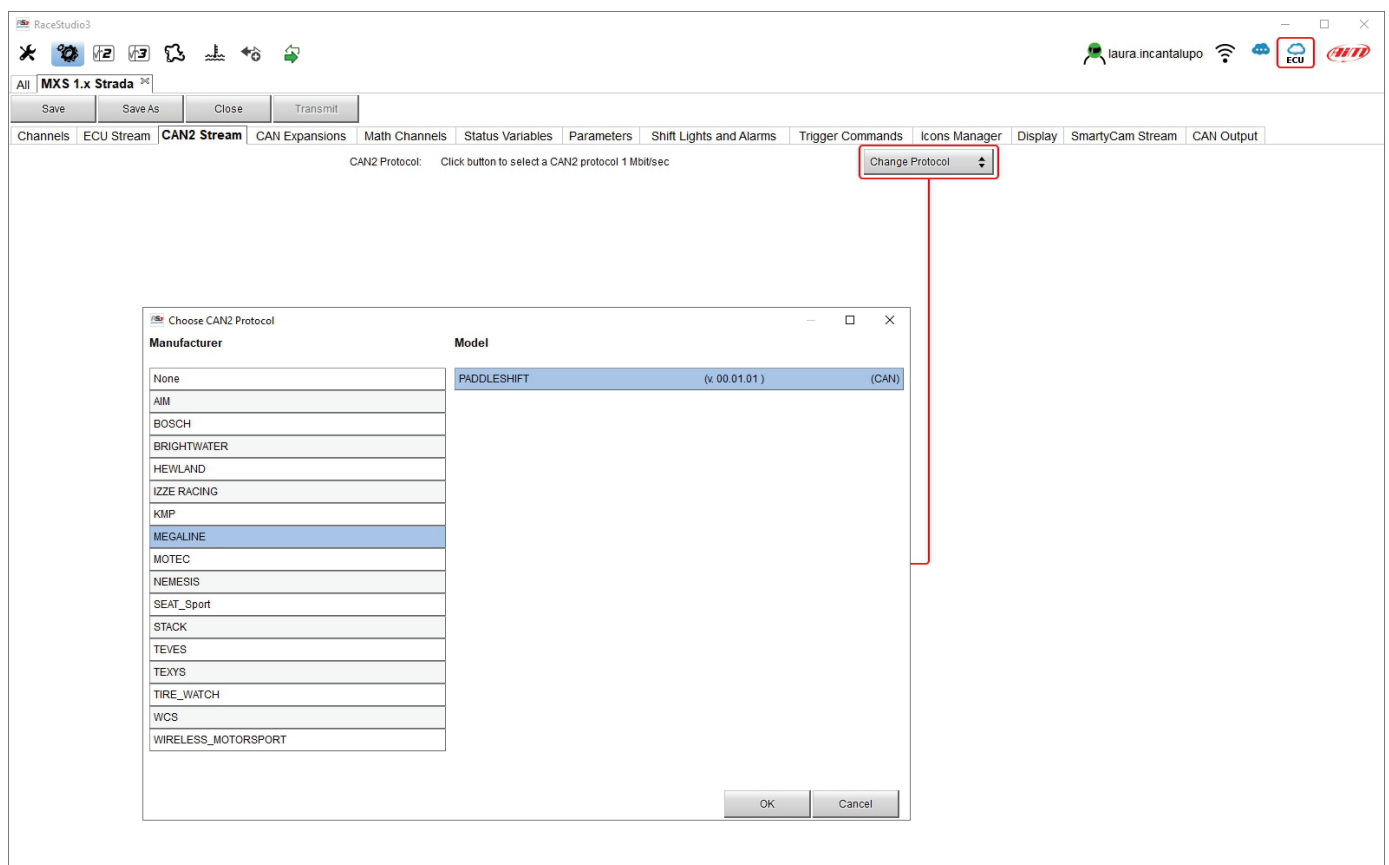 RaceStudio3
laura.incantalupo
ECU
AIM
All MXS 1.x Strada
Save Save As Close Transmit
Channels ECU Stream CAN2 Stream CAN Expansions Math Channels Status Variables Parameters Shift Lights and Alarms Trigger Commands Icons Manager Display SmartyCam Stream CAN Output
CAN2 Protocol: Click button to select a CAN2 protocol 1 Mbit/sec Change Protocol
Choose CAN2 Protocol
Manufacturer Model
None PADDLESHIFT (v. 00.01.01 ) (CAN)
AIM
BOSCH
BRIGHTWATER
HEWLAND
IZZE RACING
KMP
MEGALINE
MOTEC
NEMESIS
SEAT_Sport
STACK
TEVES
TEXYS
TIRE_WATCH
WCS
WIRELESS_MOTORSPORT
OK Cancel